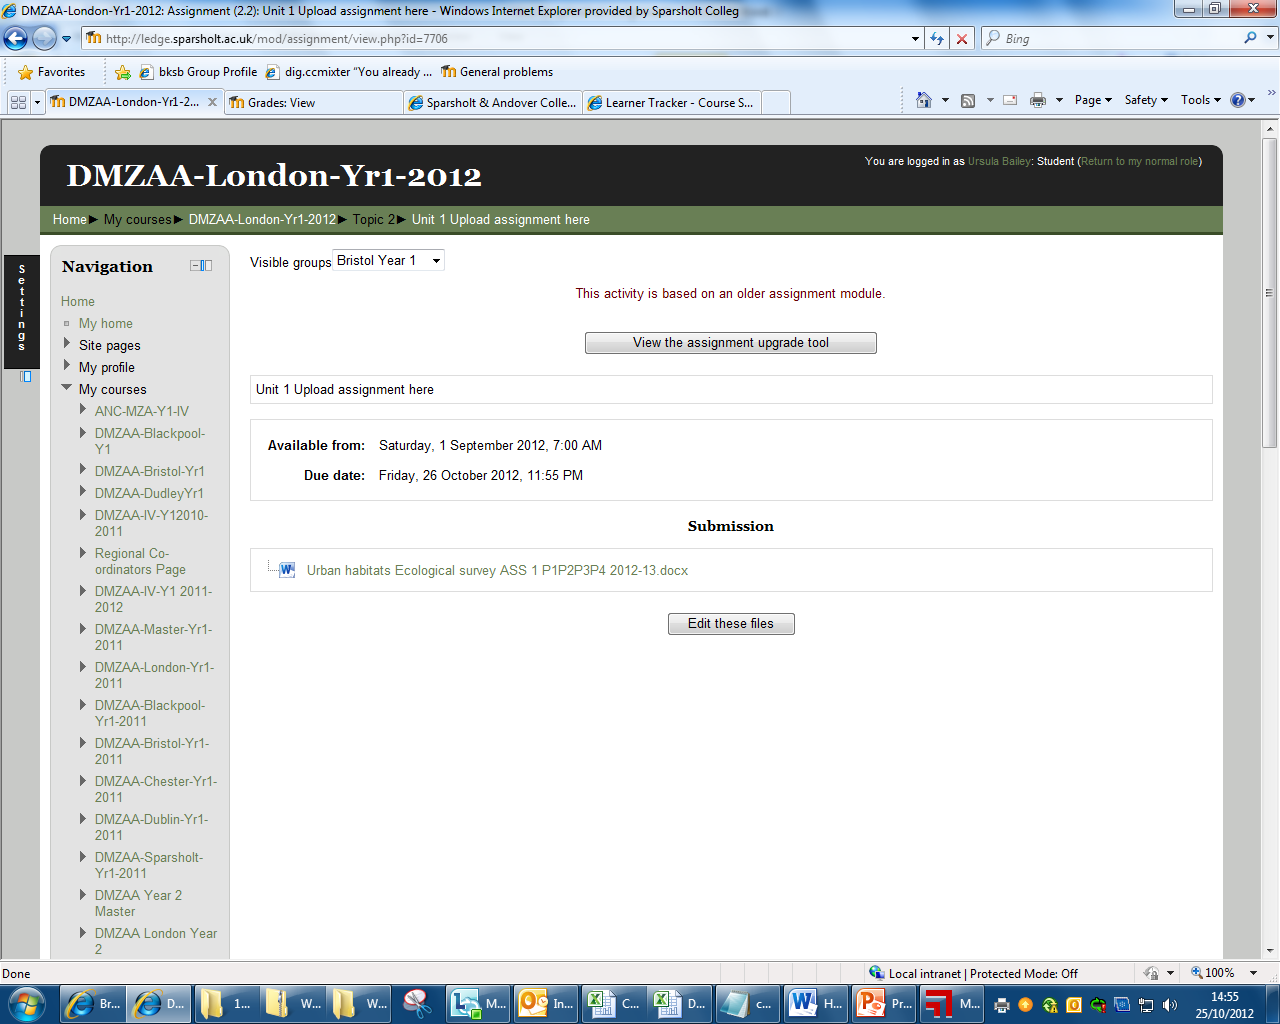 DMZAA-London-Yr1-2012: Assignment (2.2): Unit 1 Upload assignment here - Windows Internet Explorer provided by Sparsholt Colleg
http://ledge.sparsholt.ac.uk/mod/assignment/view.php?id=7706
Bing
Favorites
bksb Group Profile
dig.ccmixter "You already ...
General problems
DMZAA-London-Yr1-2...
Grades: View
Sparsholt & Andover Colle...
Learner Tracker - Course S...
Page
Safety
Tools
DMZAA-London-Yr1-2012
You are logged in as Ursula Bailey: Student (Return to my normal role)
Home ► My courses ► DMZAA-London-Yr1-2012 ► Topic 2 ► Unit 1 Upload assignment here
Settings
Navigation
Home
My home
Site pages
My profile
My courses
ANC-MZA-Y1-IV
DMZAA-Blackpool-
Y1
DMZAA-Bristol-Yr1
DMZAA-DudleyYr1
DMZAA-IV-Y12010-
2011
Regional Co-
ordinators Page
DMZAA-IV-Y1 2011-
2012
DMZAA-Master-Yr1-
2011
DMZAA-London-Yr1-
2011
DMZAA-Blackpool-
Yr1-2011
DMZAA-Bristol-Yr1-
2011
DMZAA-Chester-Yr1-
2011
DMZAA-Dublin-Yr1-
2011
DMZAA-Sparsholt-
Yr1-2011
DMZAA Year 2
Master
DMZAA London Year
2
Visible groups Bristol Year 1
This activity is based on an older assignment module.
View the assignment upgrade tool
Unit 1 Upload assignment here
Available from: Saturday, 1 September 2012, 7:00 AM
Due date: Friday, 26 October 2012, 11:55 PM
Submission
Urban habitats Ecological survey ASS 1 P1P2P3P4 2012-13.docx
Edit these files
Done
Local intranet | Protected Mode: Off
100%
Br...
D...
1...
W...
W...
M...
In...
C...
D...
c...
H...
Pr...
M...
14:55
25/10/2012